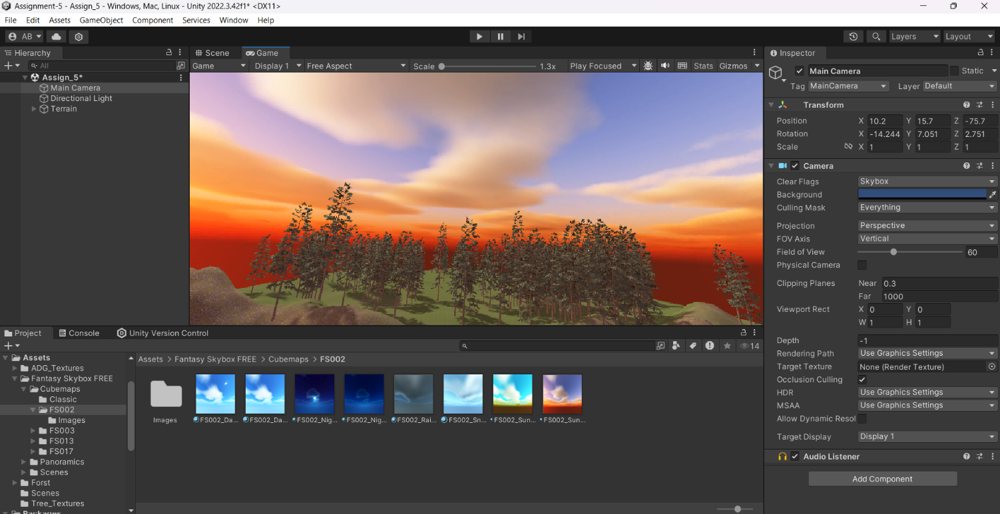 Assignment-5 - Assign_5 - Windows, Mac, Linux - Unity 2022.3.42f1* <DX11>
File Edit Assets GameObject Component Services Window Help
AB Layers Layout
Hierarchy
All
Assign_5*
Main Camera
Directional Light
Terrain
Scene Game
Game Display 1 Free Aspect Scale 1.3x Play Focused Stats Gizmos
Inspector
Main Camera Static
Tag MainCamera Layer Default
Transform
Position X 10.2 Y 15.7 Z -75.7
Rotation X -14.244 Y 7.051 Z 2.751
Scale X 1 Y 1 Z 1
Camera
Clear Flags Skybox
Background
Culling Mask Everything
Projection Perspective
FOV Axis Vertical
Field of View 60
Physical Camera
Clipping Planes Near 0.3
Far 1000
Viewport Rect X 0 Y 0
W 1 H 1
Depth -1
Rendering Path Use Graphics Settings
Target Texture None (Render Texture)
Occlusion Culling
HDR Use Graphics Settings
MSAA Use Graphics Settings
Allow Dynamic Resol
Target Display Display 1
Audio Listener
Add Component
Project Console Unity Version Control
14
Assets
ADG_Textures
Fantasy Skybox FREE
Cubemaps
Classic
FS002
Images
FS003
FS013
FS017
Panoramics
Scenes
Forst
Scenes
Tree_Textures
Packages
Assets > Fantasy Skybox FREE > Cubemaps > FS002
Images FS002_Da... FS002_Da... FS002_Nig... FS002_Nig... FS002_Rai... FS002_Sn... FS002_Sun... FS002_Sun...